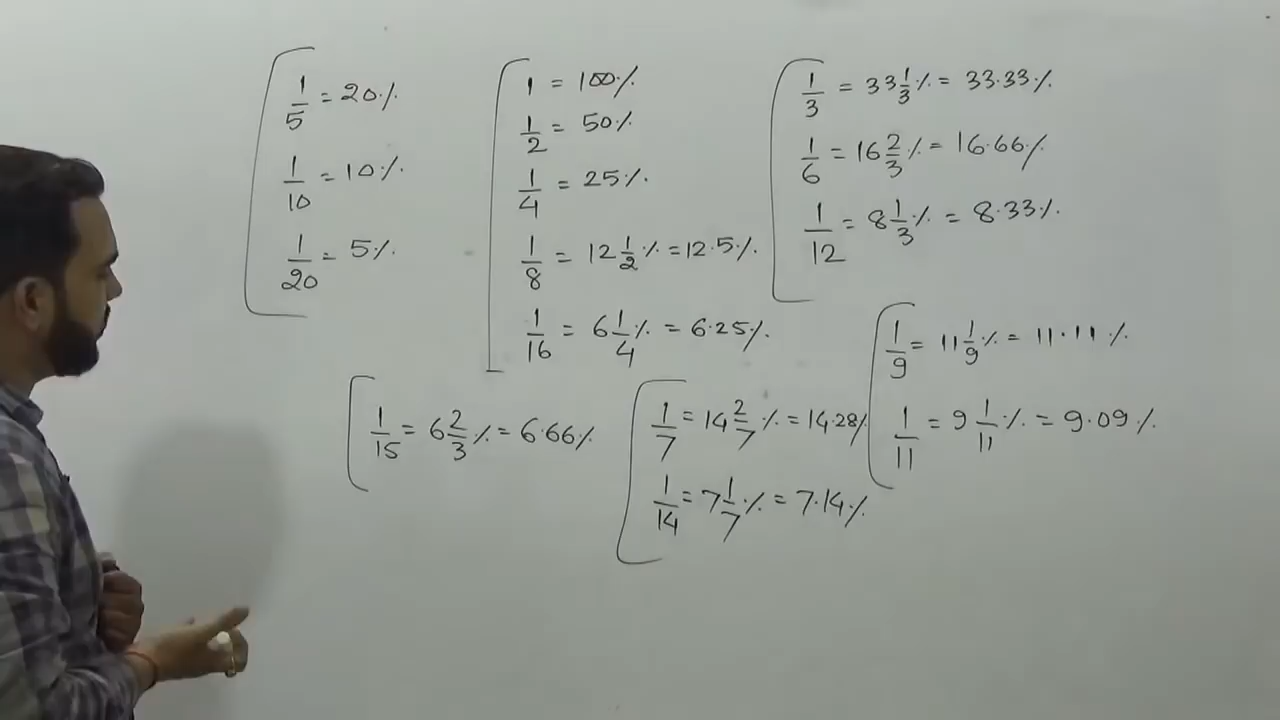 1/5 = 20%
1/10 = 10%
1/20 = 5%
1 = 100%
1/2 = 50%
1/4 = 25%
1/8 = 12 1/2 % = 12.5%
1/16 = 6 1/4 % = 6.25%
1/3 = 33 1/3 % = 33.33%
1/6 = 16 2/3 % = 16.66%
1/12 = 8 1/3 % = 8.33%
1/15 = 6 2/3 % = 6.66%
1/7 = 14 2/7 % = 14.28%
1/14 = 7 1/7 % = 7.14%
1/9 = 11 1/9 % = 11.11%
1/11 = 9 1/11 % = 9.09%